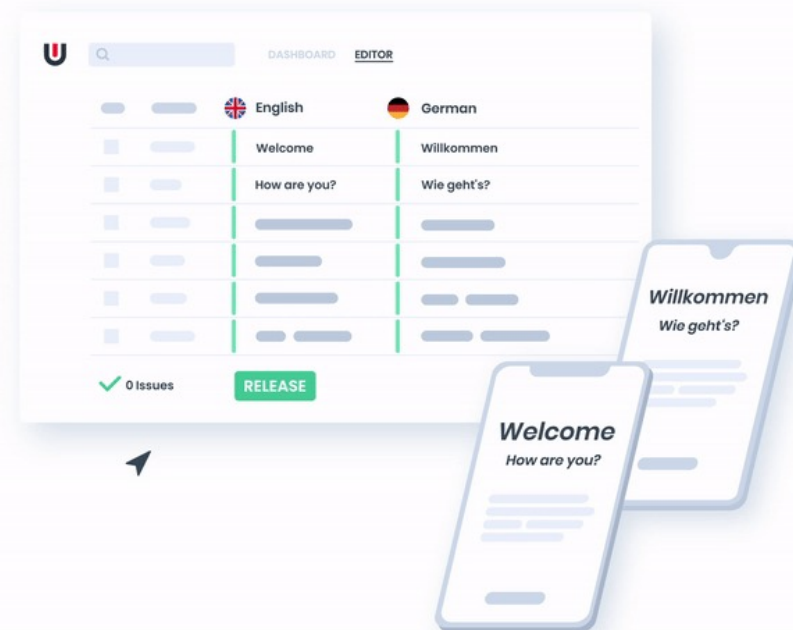 DASHBOARD EDITOR
English German
Welcome Willkommen
How are you? Wie geht's?
0 Issues RELEASE
Willkommen
Wie geht's?
Welcome
How are you?